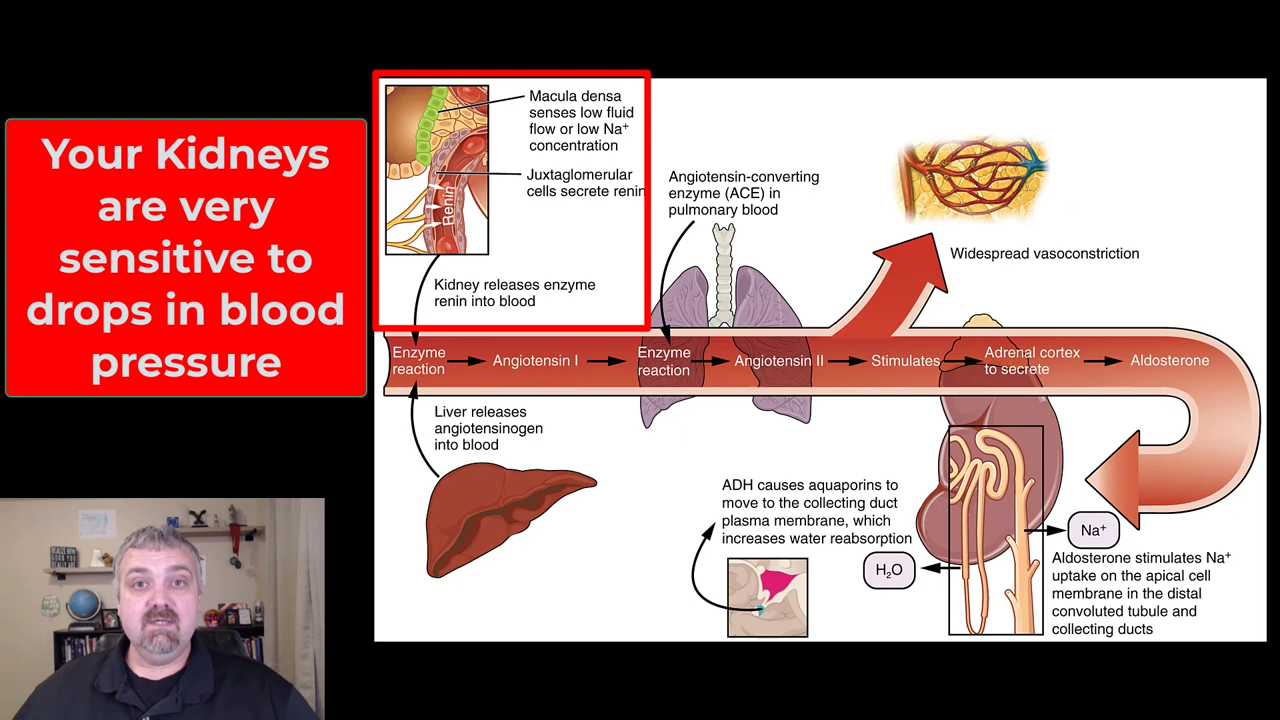 Your Kidneys
are very
sensitive to
drops in blood
pressure
Macula densa
senses low fluid
flow or low Na⁺
concentration
Juxtaglomerular
cells secrete renin
Renin
Kidney releases enzyme
renin into blood
Angiotensin-converting
enzyme (ACE) in
pulmonary blood
Widespread vasoconstriction
Enzyme
reaction
Angiotensin I
Enzyme
reaction
Angiotensin II
Stimulates
Adrenal cortex
to secrete
Aldosterone
Liver releases
angiotensinogen
into blood
ADH causes aquaporins to
move to the collecting duct
plasma membrane, which
increases water reabsorption
H₂O
Na⁺
Aldosterone stimulates Na⁺
uptake on the apical cell
membrane in the distal
convoluted tubule and
collecting ducts